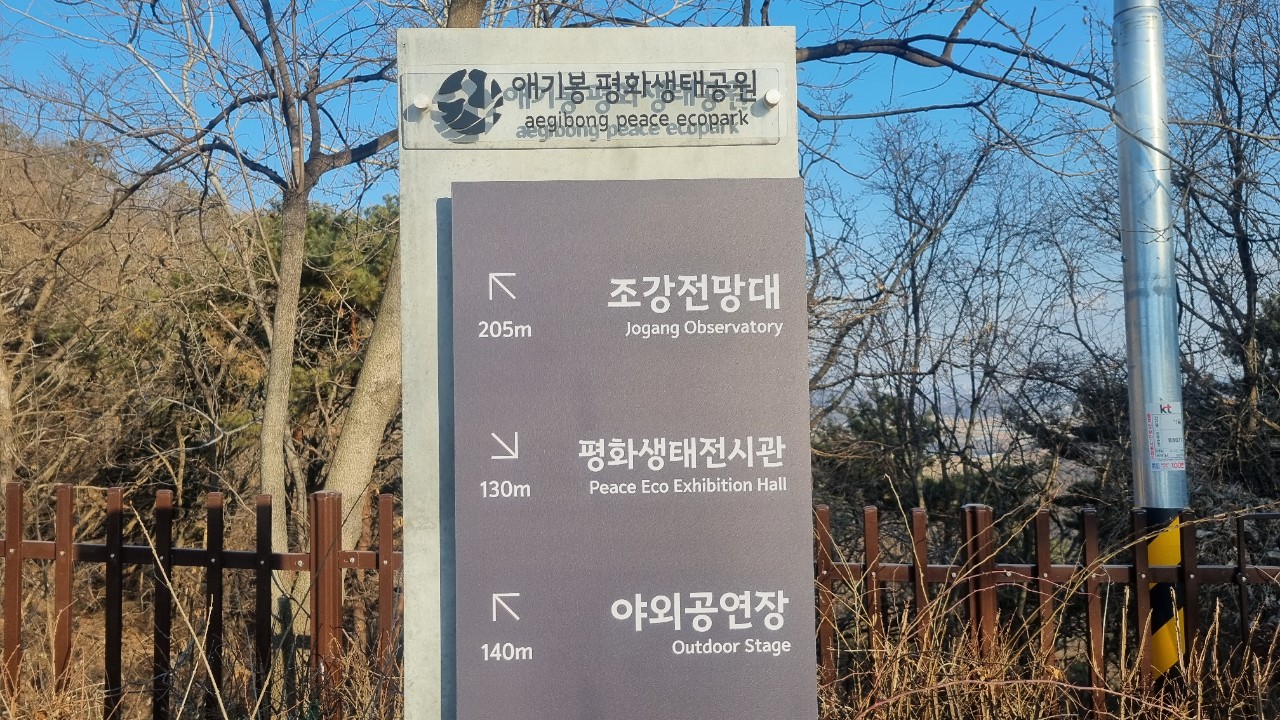 애기봉 평화생태공원
aegibong peace ecopark
조강전망대
205m Jogang Observatory
평화생태전시관
130m Peace Eco Exhibition Hall
야외공연장
140m Outdoor Stage
kt